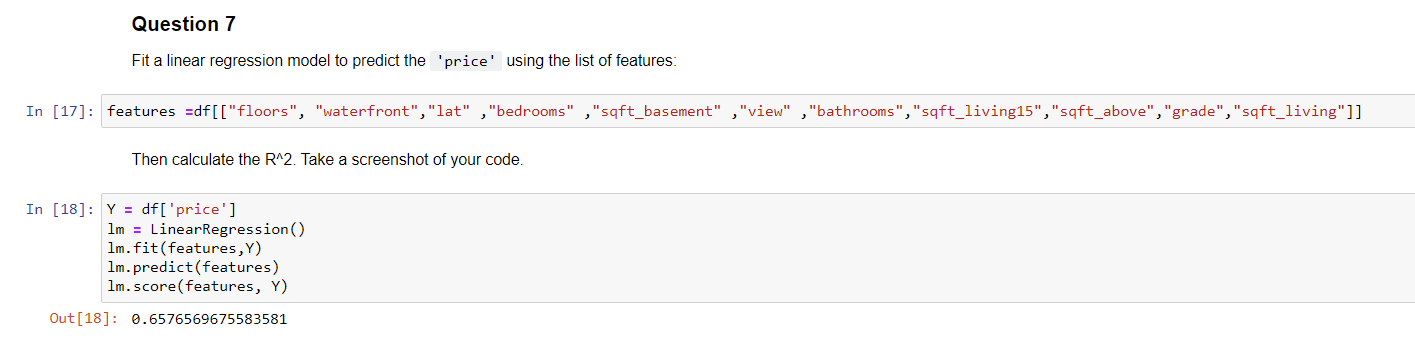 Question 7
Fit a linear regression model to predict the 'price' using the list of features:
In [17]: features =df[["floors", "waterfront","lat" ,"bedrooms" ,"sqft_basement" ,"view" ,"bathrooms","sqft_living15","sqft_above","grade","sqft_living"]]
Then calculate the R^2. Take a screenshot of your code.
In [18]: Y = df['price']
lm = LinearRegression()
lm.fit(features,Y)
lm.predict(features)
lm.score(features, Y)
Out[18]: 0.6576569675583581